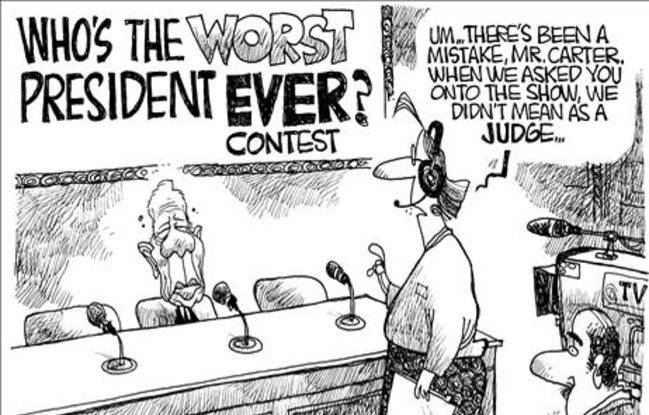 WHO'S THE WORST
PRESIDENT EVER?
CONTEST
UM...THERE'S BEEN A
MISTAKE, MR. CARTER.
WHEN WE ASKED YOU
ONTO THE SHOW, WE
DIDN'T MEAN AS A
JUDGE...
TV